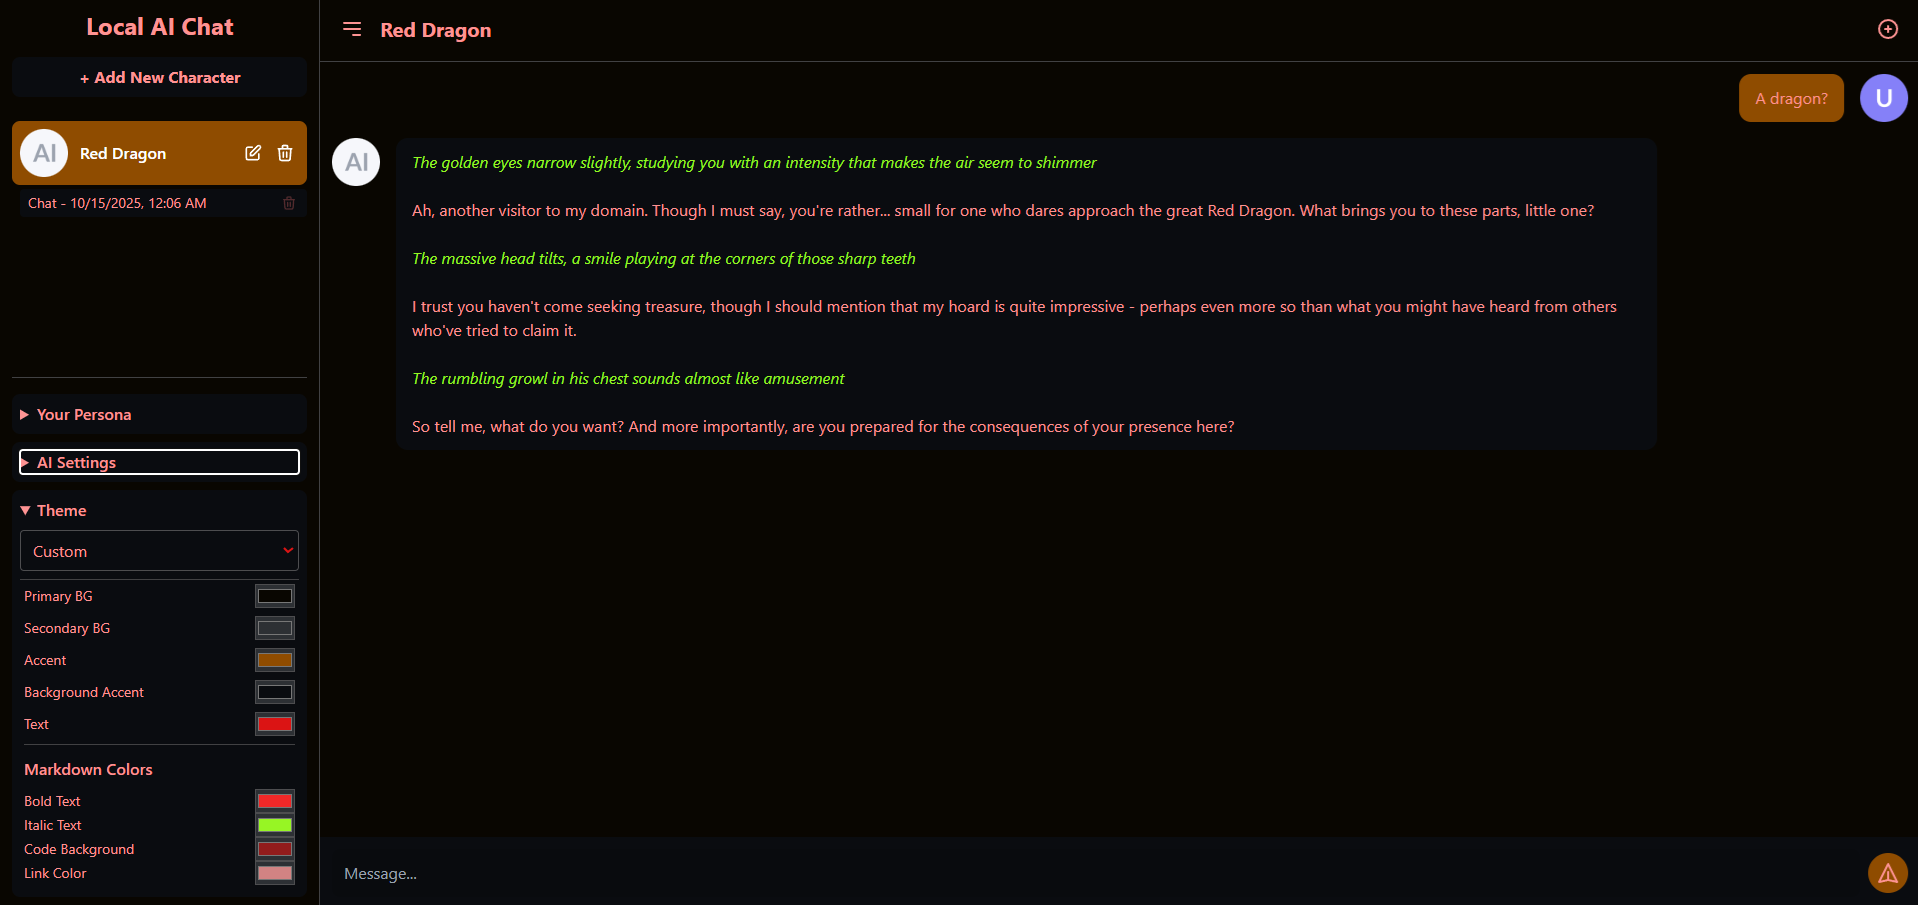 Local AI Chat
+ Add New Character
AI
Red Dragon
Chat - 10/15/2025, 12:06 AM
Your Persona
AI Settings
Theme
Custom
Primary BG
Secondary BG
Accent
Background Accent
Text
Markdown Colors
Bold Text
Italic Text
Code Background
Link Color
Red Dragon
A dragon?
U
AI
The golden eyes narrow slightly, studying you with an intensity that makes the air seem to shimmer
Ah, another visitor to my domain. Though I must say, you're rather... small for one who dares approach the great Red Dragon. What brings you to these parts, little one?
The massive head tilts, a smile playing at the corners of those sharp teeth
I trust you haven't come seeking treasure, though I should mention that my hoard is quite impressive - perhaps even more so than what you might have heard from others
who've tried to claim it.
The rumbling growl in his chest sounds almost like amusement
So tell me, what do you want? And more importantly, are you prepared for the consequences of your presence here?
Message...